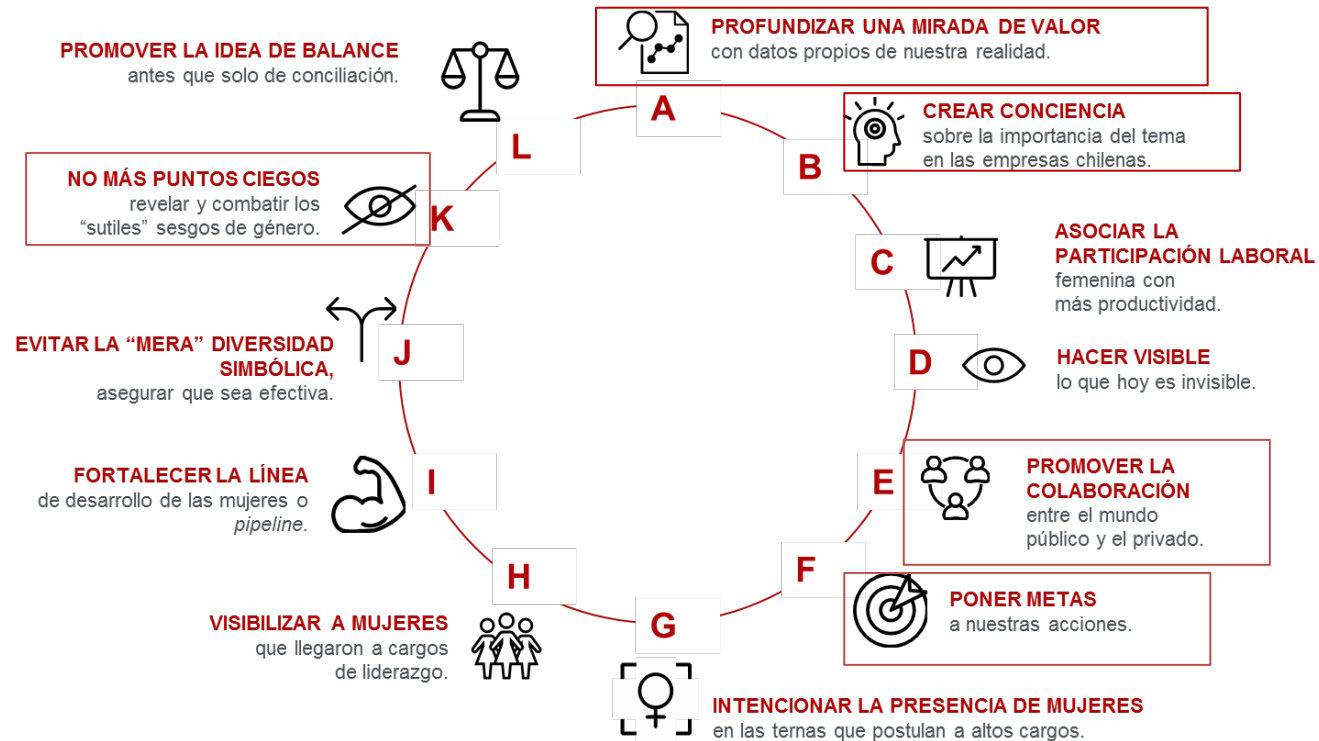 A
PROFUNDIZAR UNA MIRADA DE VALOR
con datos propios de nuestra realidad.
B
CREAR CONCIENCIA
sobre la importancia del tema
en las empresas chilenas.
C
ASOCIAR LA
PARTICIPACIÓN LABORAL
femenina con
más productividad.
D
HACER VISIBLE
lo que hoy es invisible.
E
PROMOVER LA
COLABORACIÓN
entre el mundo
público y el privado.
F
PONER METAS
a nuestras acciones.
G
INTENCIONAR LA PRESENCIA DE MUJERES
en las ternas que postulan a altos cargos.
H
VISIBILIZAR A MUJERES
que llegaron a cargos
de liderazgo.
I
FORTALECER LA LÍNEA
de desarrollo de las mujeres o
pipeline.
J
EVITAR LA “MERA” DIVERSIDAD
SIMBÓLICA,
asegurar que sea efectiva.
K
NO MÁS PUNTOS CIEGOS
revelar y combatir los
“sutiles” sesgos de género.
L
PROMOVER LA IDEA DE BALANCE
antes que solo de conciliación.